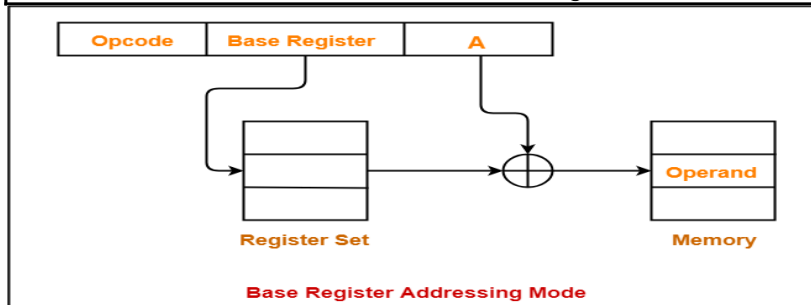 Opcode Base Register A
Operand
Register Set Memory
Base Register Addressing Mode